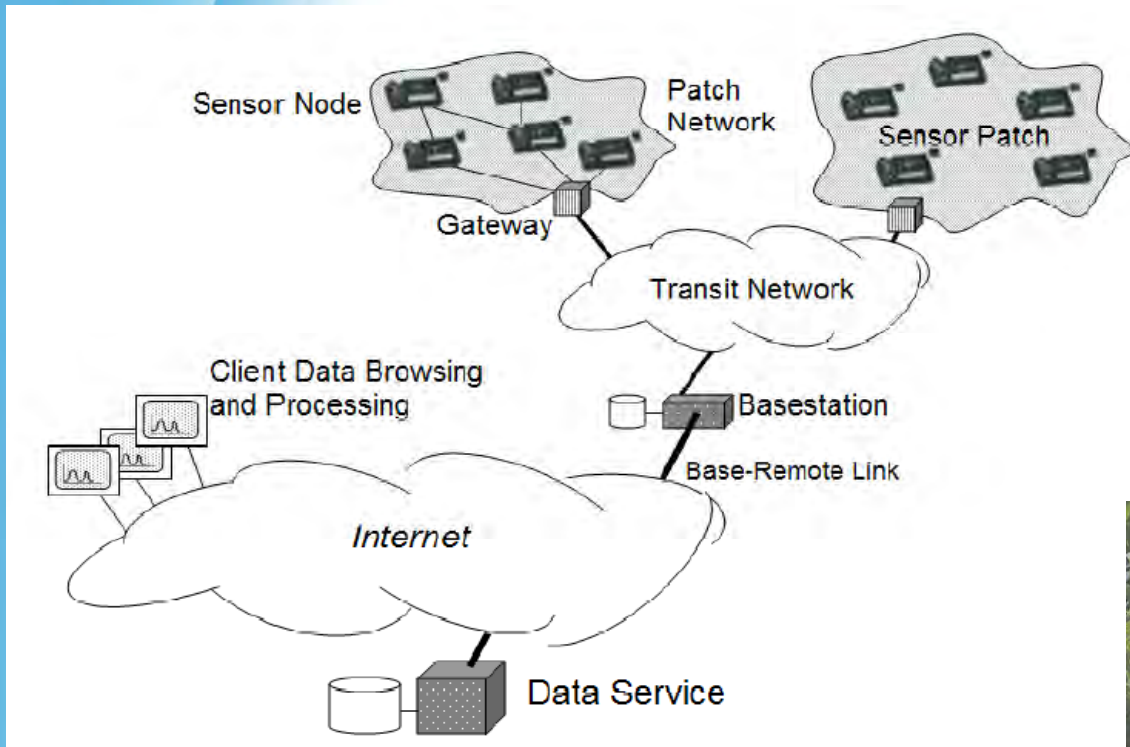 Sensor Node
Patch
Network
Sensor Patch
Gateway
Transit Network
Client Data Browsing
and Processing
Basestation
Base-Remote Link
Internet
Data Service